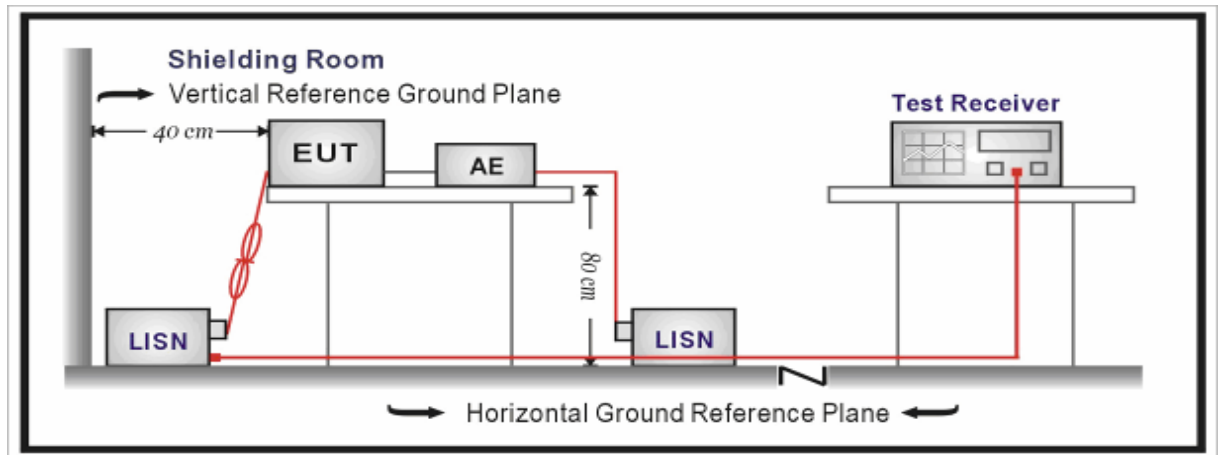 Shielding Room
Vertical Reference Ground Plane
40 cm
EUT
AE
Test Receiver
80 cm
LISN
LISN
Horizontal Ground Reference Plane